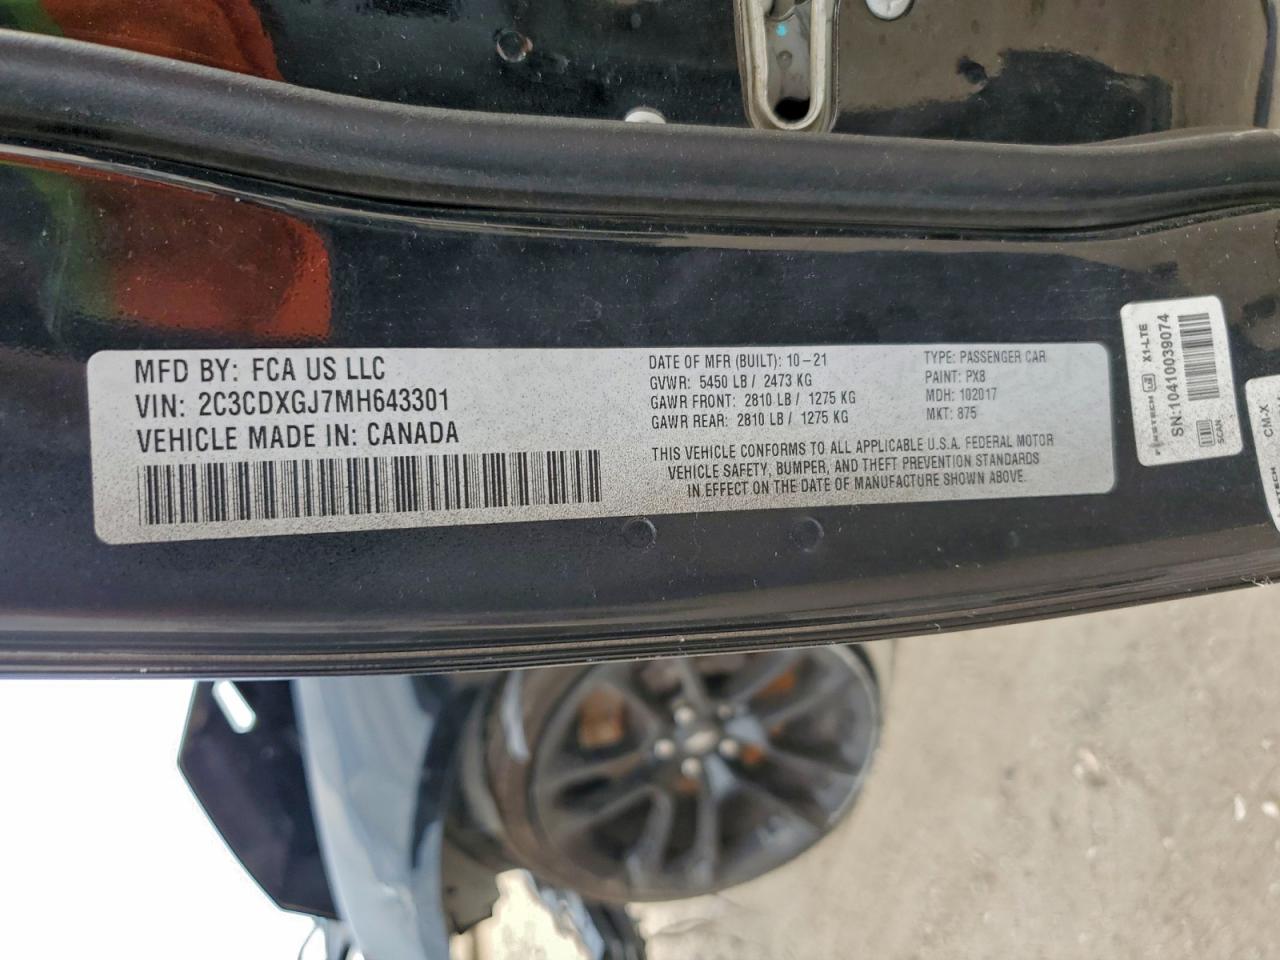 MFD BY: FCA US LLC
VIN: 2C3CDXGJ7MH643301
VEHICLE MADE IN: CANADA
DATE OF MFR (BUILT): 10-21
GVWR: 5450 LB / 2473 KG
GAWR FRONT: 2810 LB / 1275 KG
GAWR REAR: 2810 LB / 1275 KG
TYPE: PASSENGER CAR
PAINT: PX8
MDH: 102017
MKT: 875
THIS VEHICLE CONFORMS TO ALL APPLICABLE U.S.A. FEDERAL MOTOR
VEHICLE SAFETY, BUMPER, AND THEFT PREVENTION STANDARDS
IN EFFECT ON THE DATE OF MANUFACTURE SHOWN ABOVE.
X1-LTE
SN:10410039074
SCAN
CM-X